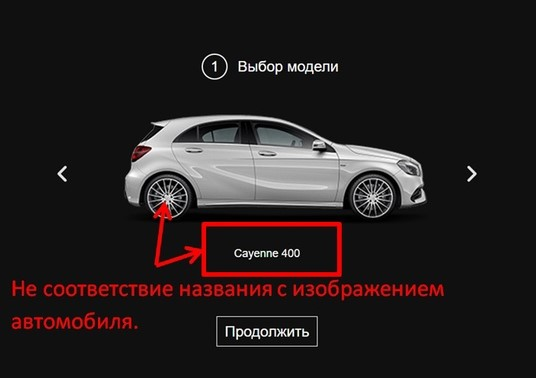 1 Выбор модели
Cayenne 400
Не соответствие названия с изображением
автомобиля.
Продолжить